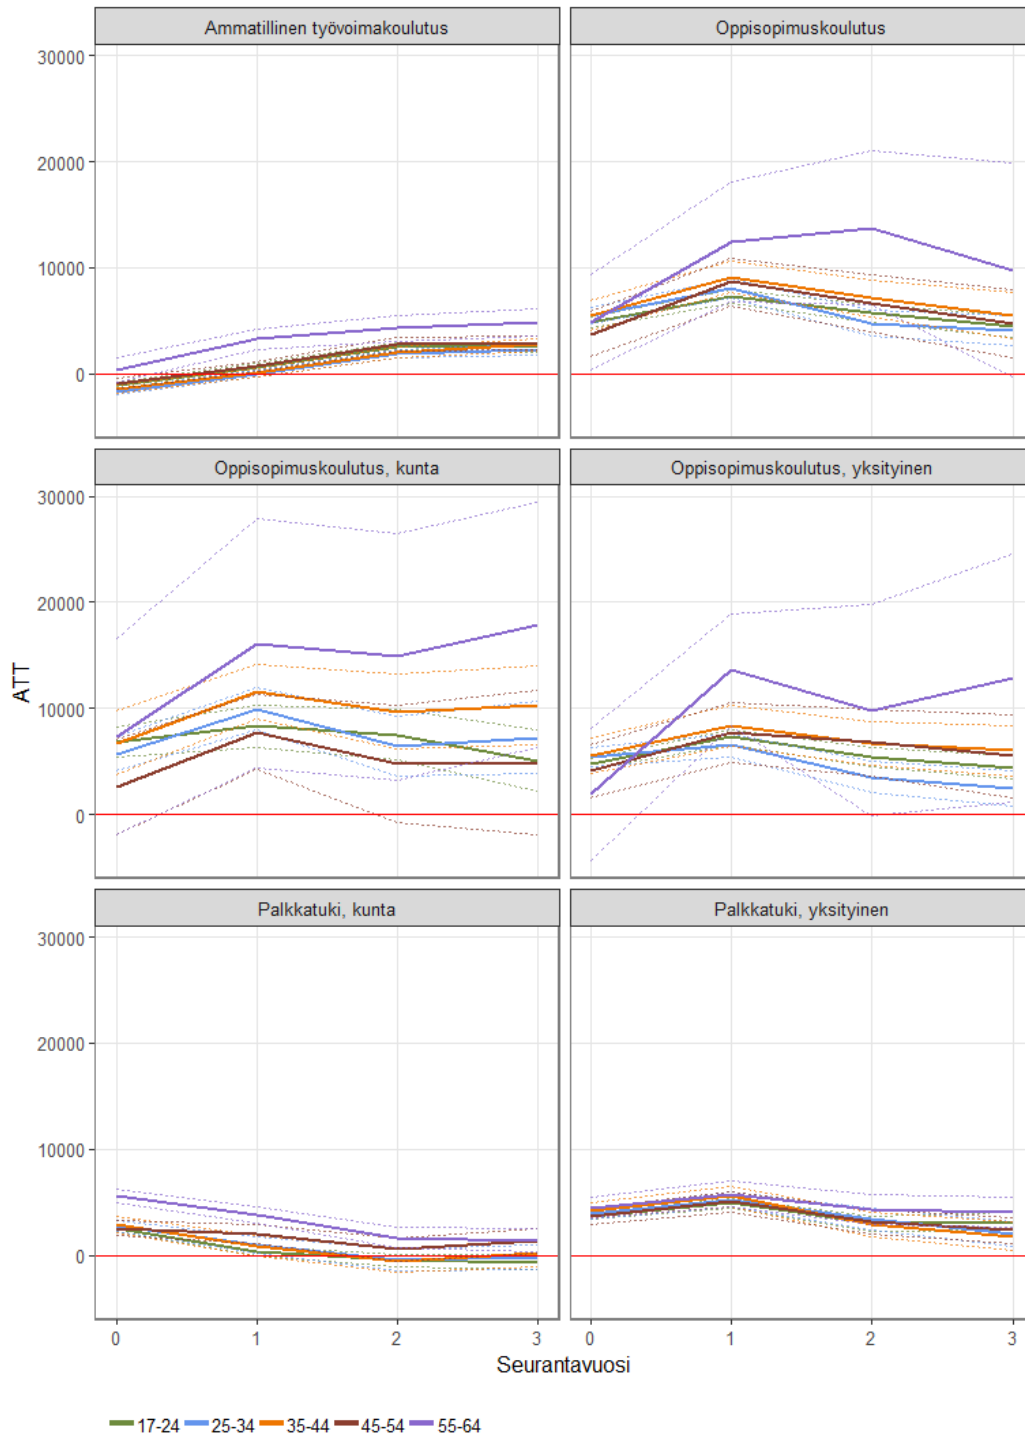 Ammatillinen työvoimakoulutus
Oppisopimuskoulutus
30000
20000
10000
0
Oppisopimuskoulutus, kunta
Oppisopimuskoulutus, yksityinen
30000
20000
10000
0
ATT
Palkkatuki, kunta
Palkkatuki, yksityinen
30000
20000
10000
0
0 1 2 3
0 1 2 3
Seurantavuosi
17-24 25-34 35-44 45-54 55-64